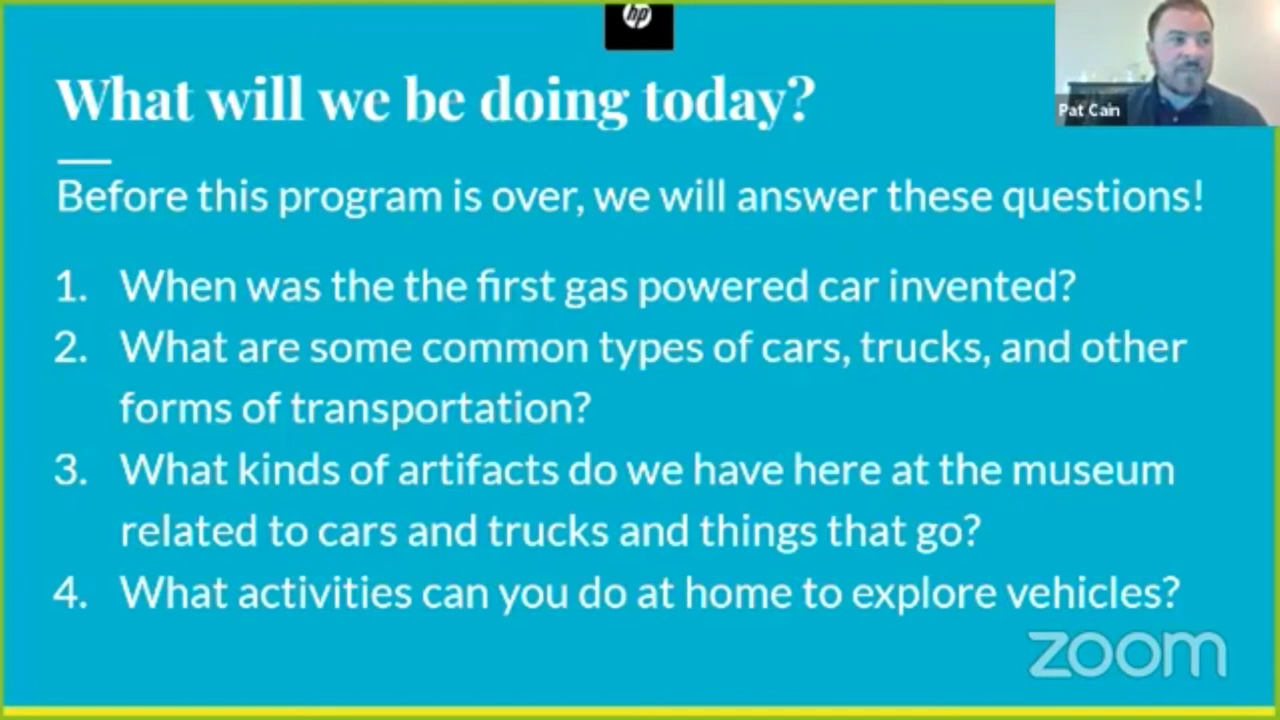 hp
What will we be doing today?
Pat Cain
Before this program is over, we will answer these questions!
1. When was the the first gas powered car invented?
2. What are some common types of cars, trucks, and other
forms of transportation?
3. What kinds of artifacts do we have here at the museum
related to cars and trucks and things that go?
4. What activities can you do at home to explore vehicles?
zoom